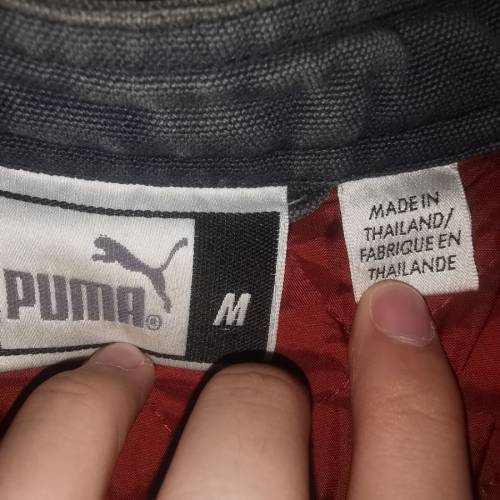 PUMA®
M
MADE IN
THAILAND/
FABRIQUE EN
THAILANDE